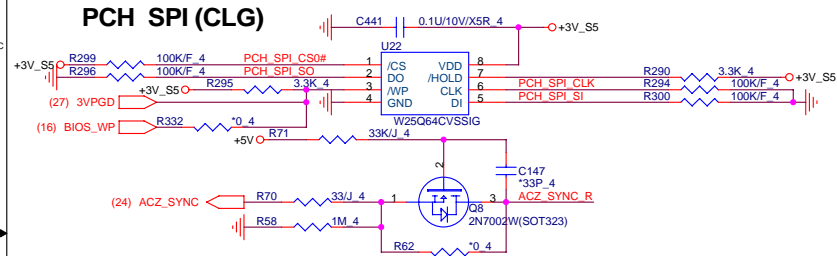 PCH SPI (CLG)
C
C441 0.1U/10V/X5R_4 +3V_S5
U22
+3V_S5 R299 100K/F_4 PCH_SPI_CS0# 1 /CS VDD 8
R296 100K/F_4 PCH_SPI_SO 2 DO /HOLD 7 R290 3.3K_4 +3V_S5
+3V_S5 R295 3.3K_4 3 /WP CLK 6 PCH_SPI_CLK R294 100K/F_4
(27) 3VPGD 4 GND DI 5 PCH_SPI_SI R300 100K/F_4
W25Q64CVSSIG
(16) BIOS_WP R332 *0_4
+5V R71 33K/J_4
2
C147
*33P_4
(24) ACZ_SYNC R70 33/J_4 1 3 ACZ_SYNC_R
Q8
R58 1M_4 2N7002W(SOT323)
R62 *0_4